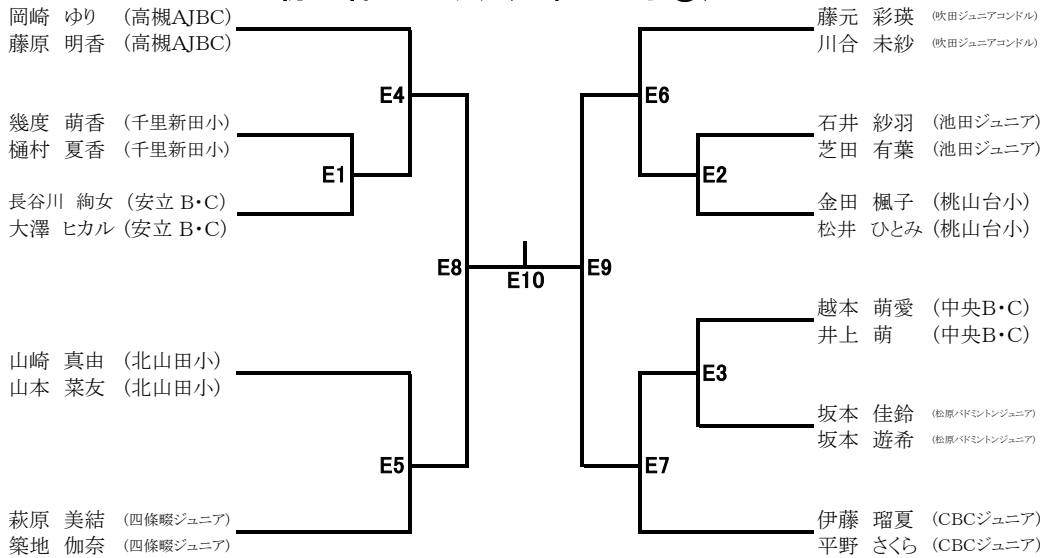 岡崎 ゆり (高槻AJBC)
藤原 明香 (高槻AJBC)
幾度 萌香 (千里新田小)
樋村 夏香 (千里新田小)
長谷川 絢女 (安立 B・C)
大澤 ヒカル (安立 B・C)
山崎 真由 (北山田小)
山本 菜友 (北山田小)
萩原 美結 (四條畷ジュニア)
築地 伽奈 (四條畷ジュニア)
E4
E1
E8
E5
E10
E9
E6
E2
E3
E7
藤元 彩瑛 (吹田ジュニアコンドル)
川合 未紗 (吹田ジュニアコンドル)
石井 紗羽 (池田ジュニア)
芝田 有葉 (池田ジュニア)
金田 楓子 (桃山台小)
松井 ひとみ (桃山台小)
越本 萌愛 (中央B・C)
井上 萌 (中央B・C)
坂本 佳鈴 (松原バドミントンジュニア)
坂本 遊希 (松原バドミントンジュニア)
伊藤 瑠夏 (CBCジュニア)
平野 さくら (CBCジュニア)